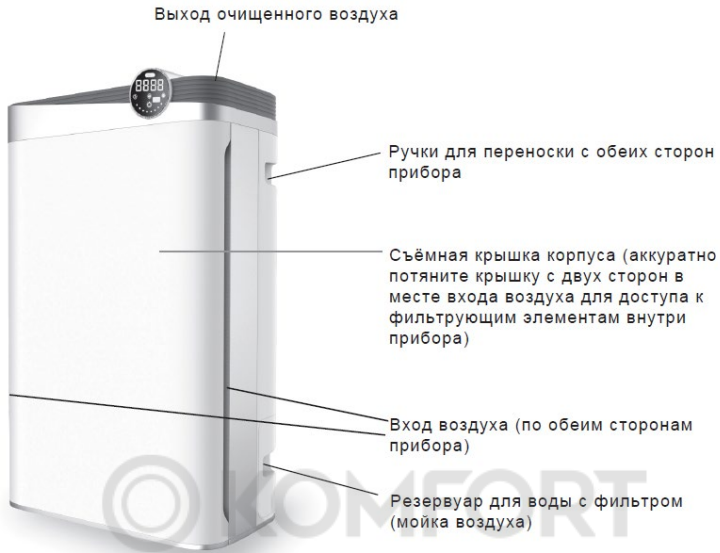 Выход очищенного воздуха
8888
Ручки для переноски с обеих сторон
прибора
Съёмная крышка корпуса (аккуратно
потяните крышку с двух сторон в
месте входа воздуха для доступа к
фильтрующим элементам внутри
прибора)
Вход воздуха (по обеим сторонам
прибора)
Резервуар для воды с фильтром
(мойка воздуха)
OKOMFORT